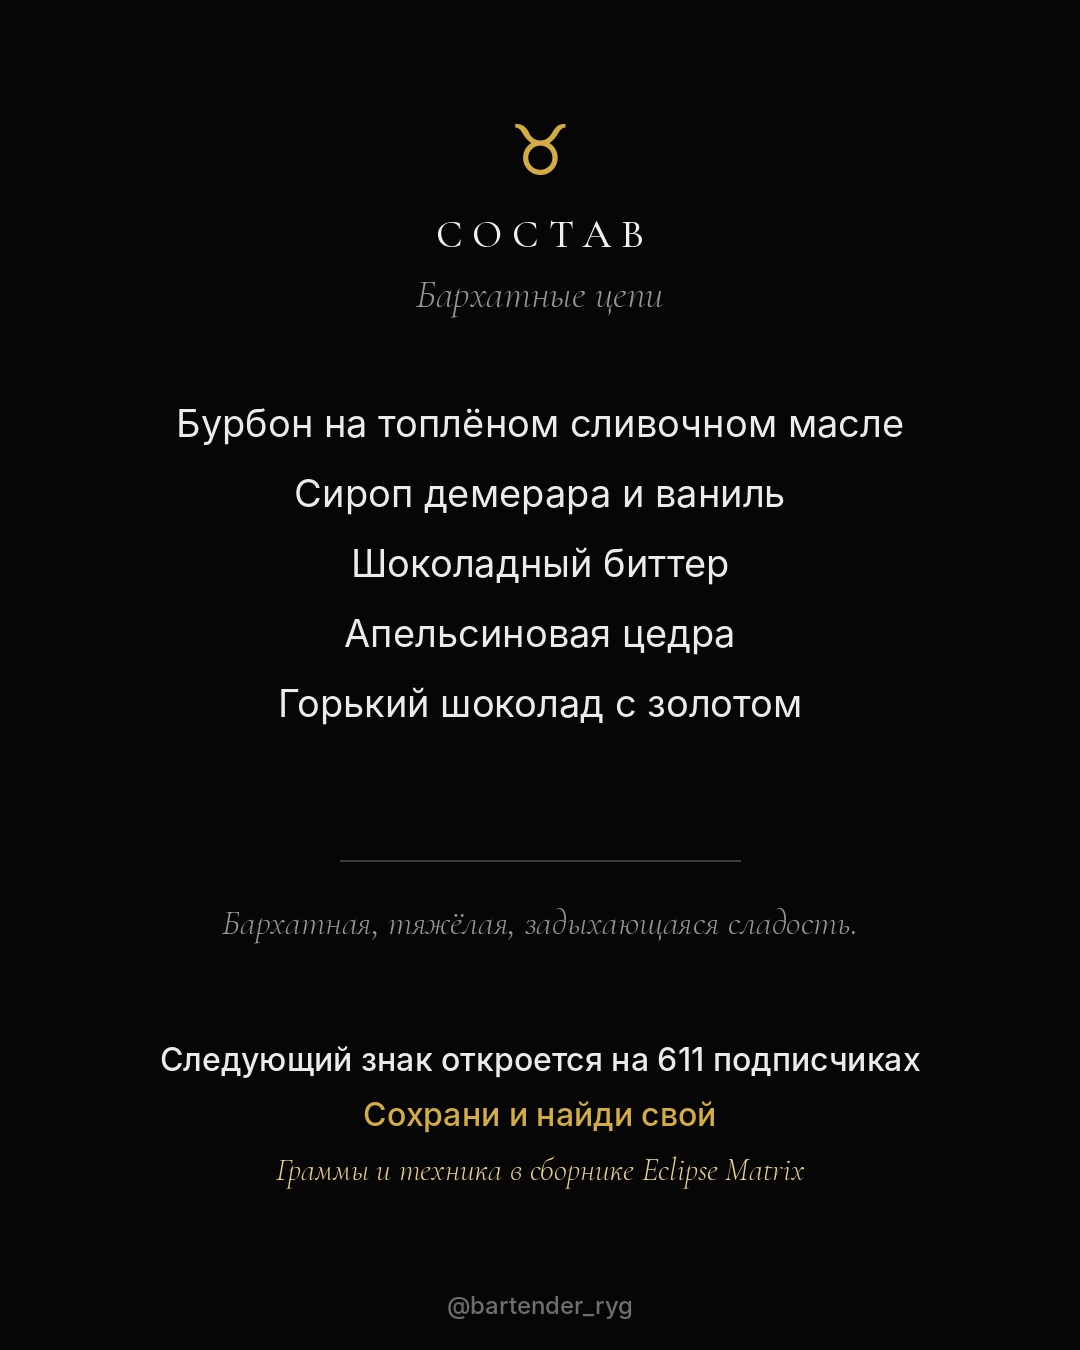 ♉
СОСТАВ
Бархатные цепи
Бурбон на топлёном сливочном масле
Сироп демерара и ваниль
Шоколадный биттер
Апельсиновая цедра
Горький шоколад с золотом
Бархатная, тяжёлая, задыхающаяся сладость.
Следующий знак откроется на 611 подписчиках
Сохрани и найди свой
Граммы и техника в сборнике Eclipse Matrix
@bartender_ryg